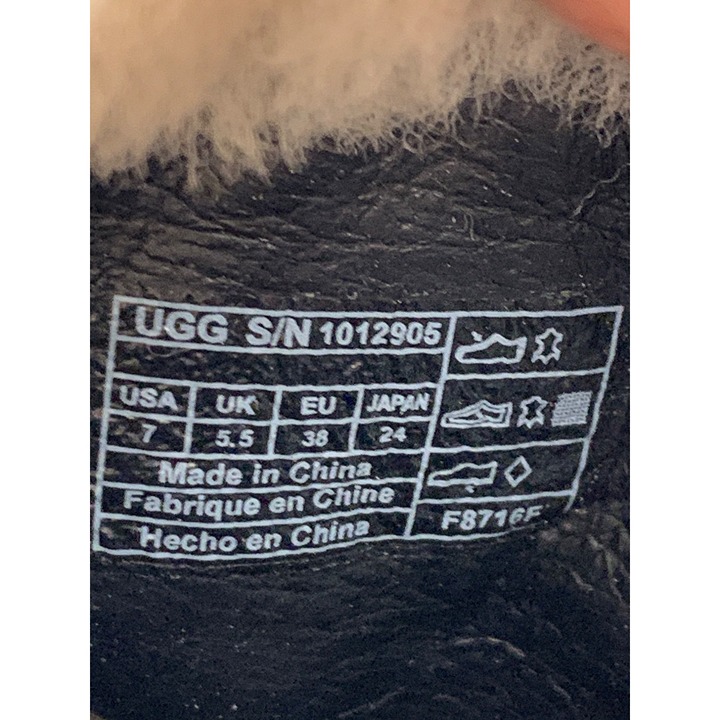 UGG S/N 1012905
USA UK EU JAPAN
7 5.5 38 24
Made in China
Fabrique en Chine
Hecho en China
F8716F